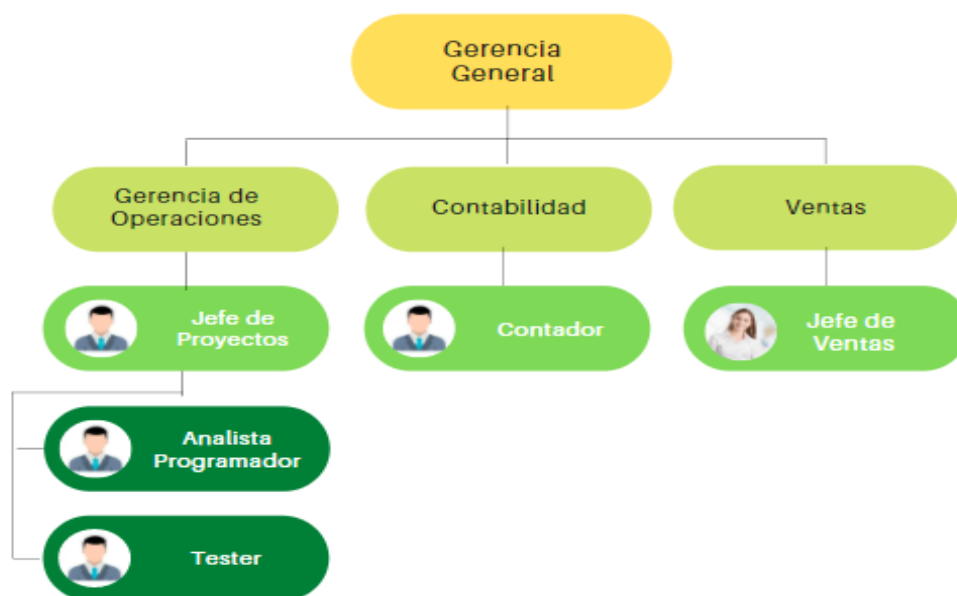 Gerencia
General
Gerencia de
Operaciones
Contabilidad
Ventas
Jefe de
Proyectos
Contador
Jefe de
Ventas
Analista
Programador
Tester